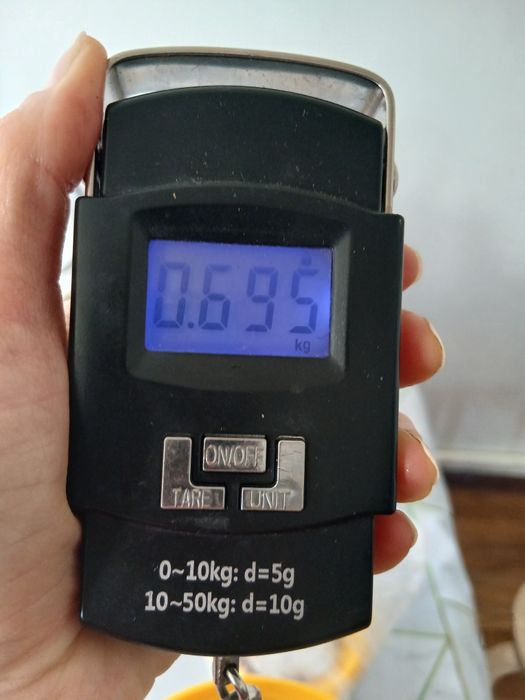 0.695
kg
ON/OFF
TARE UNIT
0~10kg: d=5g
10~50kg: d=10g